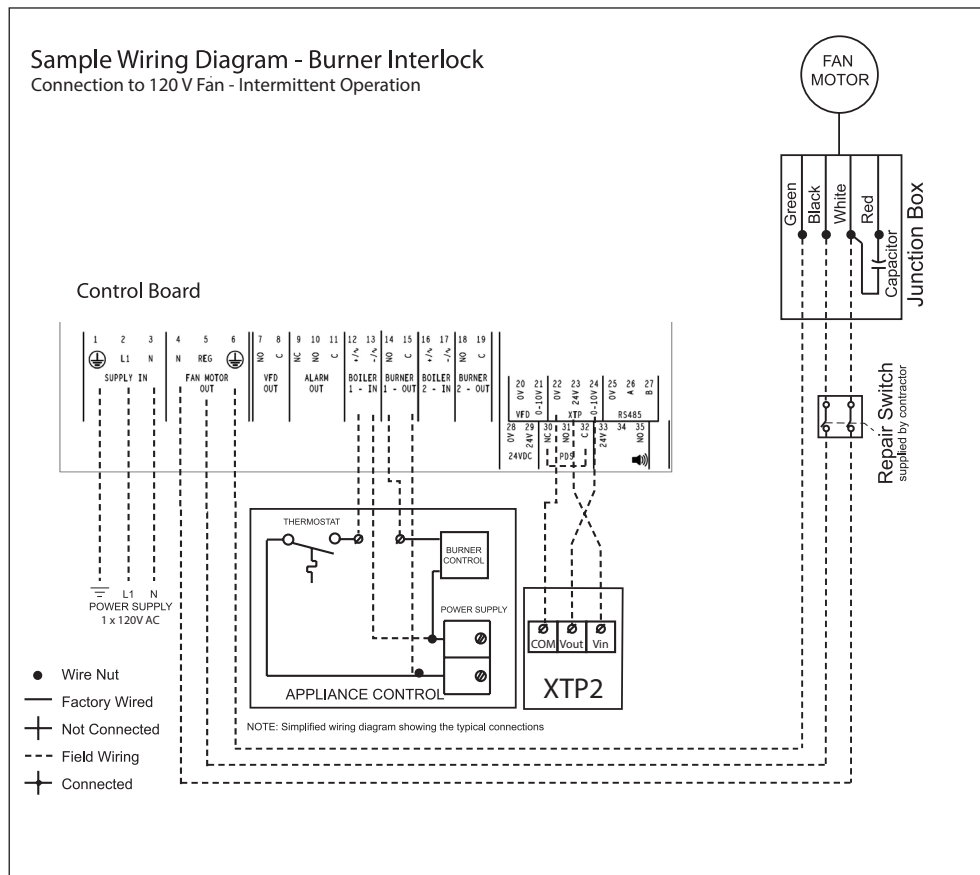 Sample Wiring Diagram - Burner Interlock
Connection to 120 V Fan - Intermittent Operation
FAN
MOTOR
Green
Black
White
Red
Capacitor
Junction Box
Control Board
1 2 3 4 5 6 7 8 9 10 11 12 13 14 15 16 17 18 19
L1 N N REG NO C NC NO C +/∿ -/∿ NO C +/∿ -/∿ NO C
SUPPLY IN
FAN MOTOR
OUT
VFD
OUT
ALARM
OUT
BOILER
1 - IN
BURNER
1 - OUT
BOILER
2 - IN
BURNER
2 - OUT
20 21 22 23 24 25 26 27
0V 0-10V 0V 24V 0-10V 0V A B
VFD XTP RS485
28 29 30 31 32 33 34 35
0V 24V NC NO C 24V NO
24VDC PDS
Repair Switch
supplied by contractor
THERMOSTAT
BURNER
CONTROL
POWER SUPPLY
APPLIANCE CONTROL
COM Vout Vin
XTP2
L1 N
POWER SUPPLY
1 x 120V AC
Wire Nut
Factory Wired
Not Connected
Field Wiring
Connected
NOTE: Simplified wiring diagram showing the typical connections